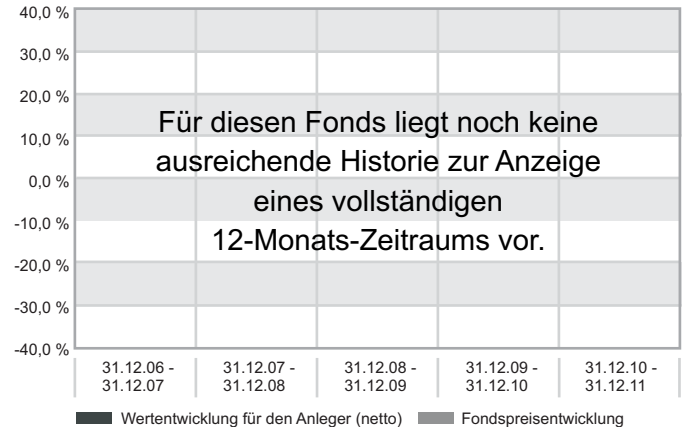 40,0 %
30,0 %
20,0 %
10,0 %
0,0 %
-10,0 %
-20,0 %
-30,0 %
-40,0 %
Für diesen Fonds liegt noch keine
ausreichende Historie zur Anzeige
eines vollständigen
12-Monats-Zeitraums vor.
31.12.06 - 31.12.07 - 31.12.08 - 31.12.09 - 31.12.10 -
31.12.07 31.12.08 31.12.09 31.12.10 31.12.11
Wertentwicklung für den Anleger (netto) Fondspreisentwicklung